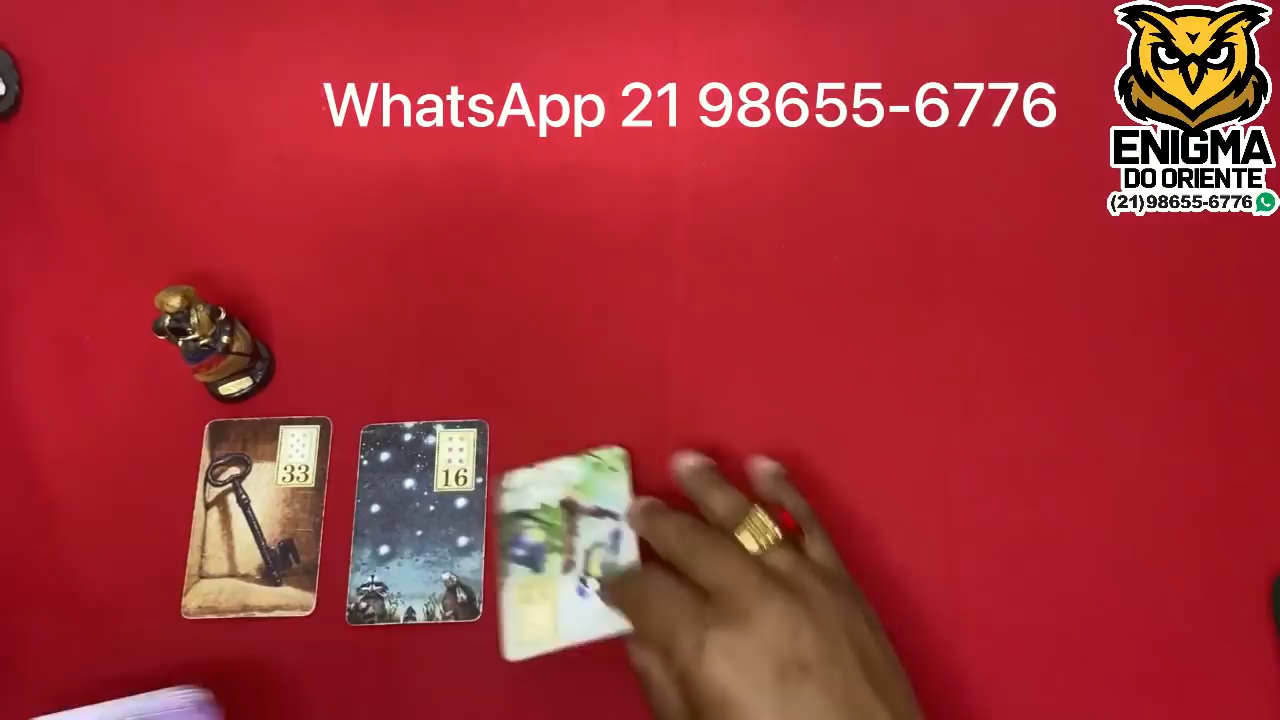 WhatsApp 21 98655-6776
ENIGMA
DO ORIENTE
(21)98655-6776
33
16